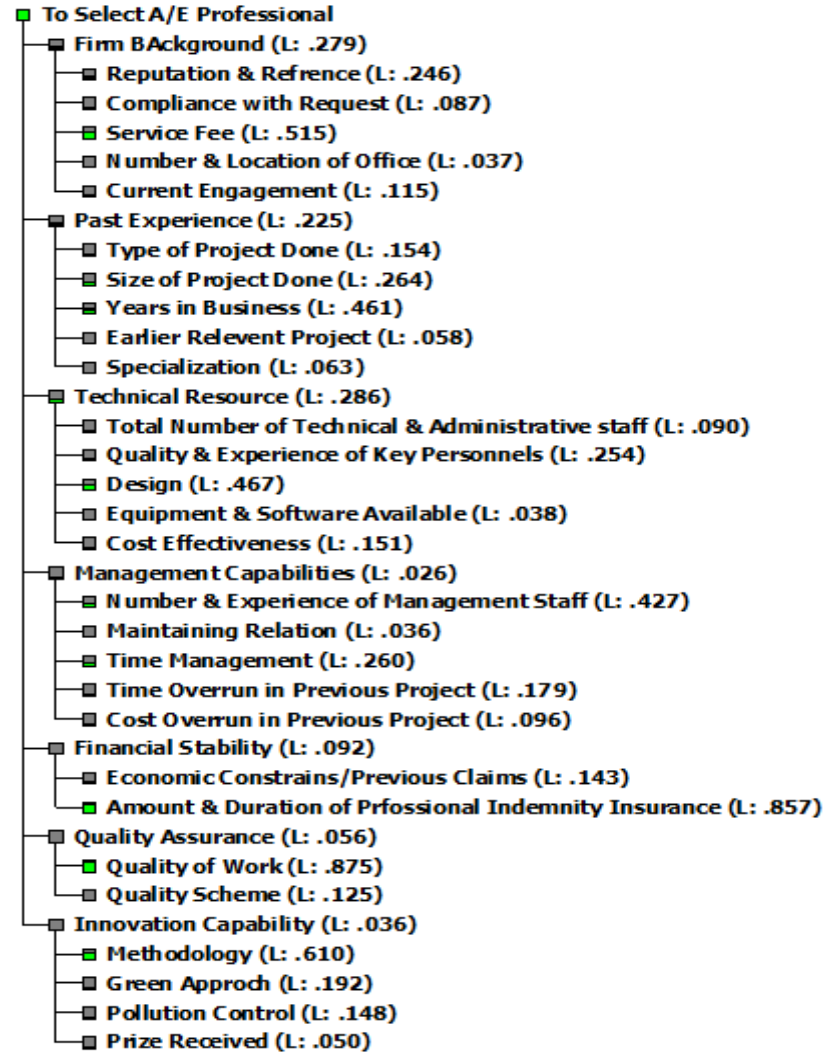 To Select A/E Professional
Firm BAckground (L: .279)
Reputation & Refrence (L: .246)
Compliance with Request (L: .087)
Service Fee (L: .515)
Number & Location of Office (L: .037)
Current Engagement (L: .115)
Past Experience (L: .225)
Type of Project Done (L: .154)
Size of Project Done (L: .264)
Years in Business (L: .461)
Earlier Relevent Project (L: .058)
Specialization (L: .063)
Technical Resource (L: .286)
Total Number of Technical & Administrative staff (L: .090)
Quality & Experience of Key Personnels (L: .254)
Design (L: .467)
Equipment & Software Available (L: .038)
Cost Effectiveness (L: .151)
Management Capabilities (L: .026)
Number & Experience of Management Staff (L: .427)
Maintaining Relation (L: .036)
Time Management (L: .260)
Time Overrun in Previous Project (L: .179)
Cost Overrun in Previous Project (L: .096)
Financial Stability (L: .092)
Economic Constrains/Previous Claims (L: .143)
Amount & Duration of Prfossional Indemnity Insurance (L: .857)
Quality Assurance (L: .056)
Quality of Work (L: .875)
Quality Scheme (L: .125)
Innovation Capability (L: .036)
Methodology (L: .610)
Green Approch (L: .192)
Pollution Control (L: .148)
Prize Received (L: .050)